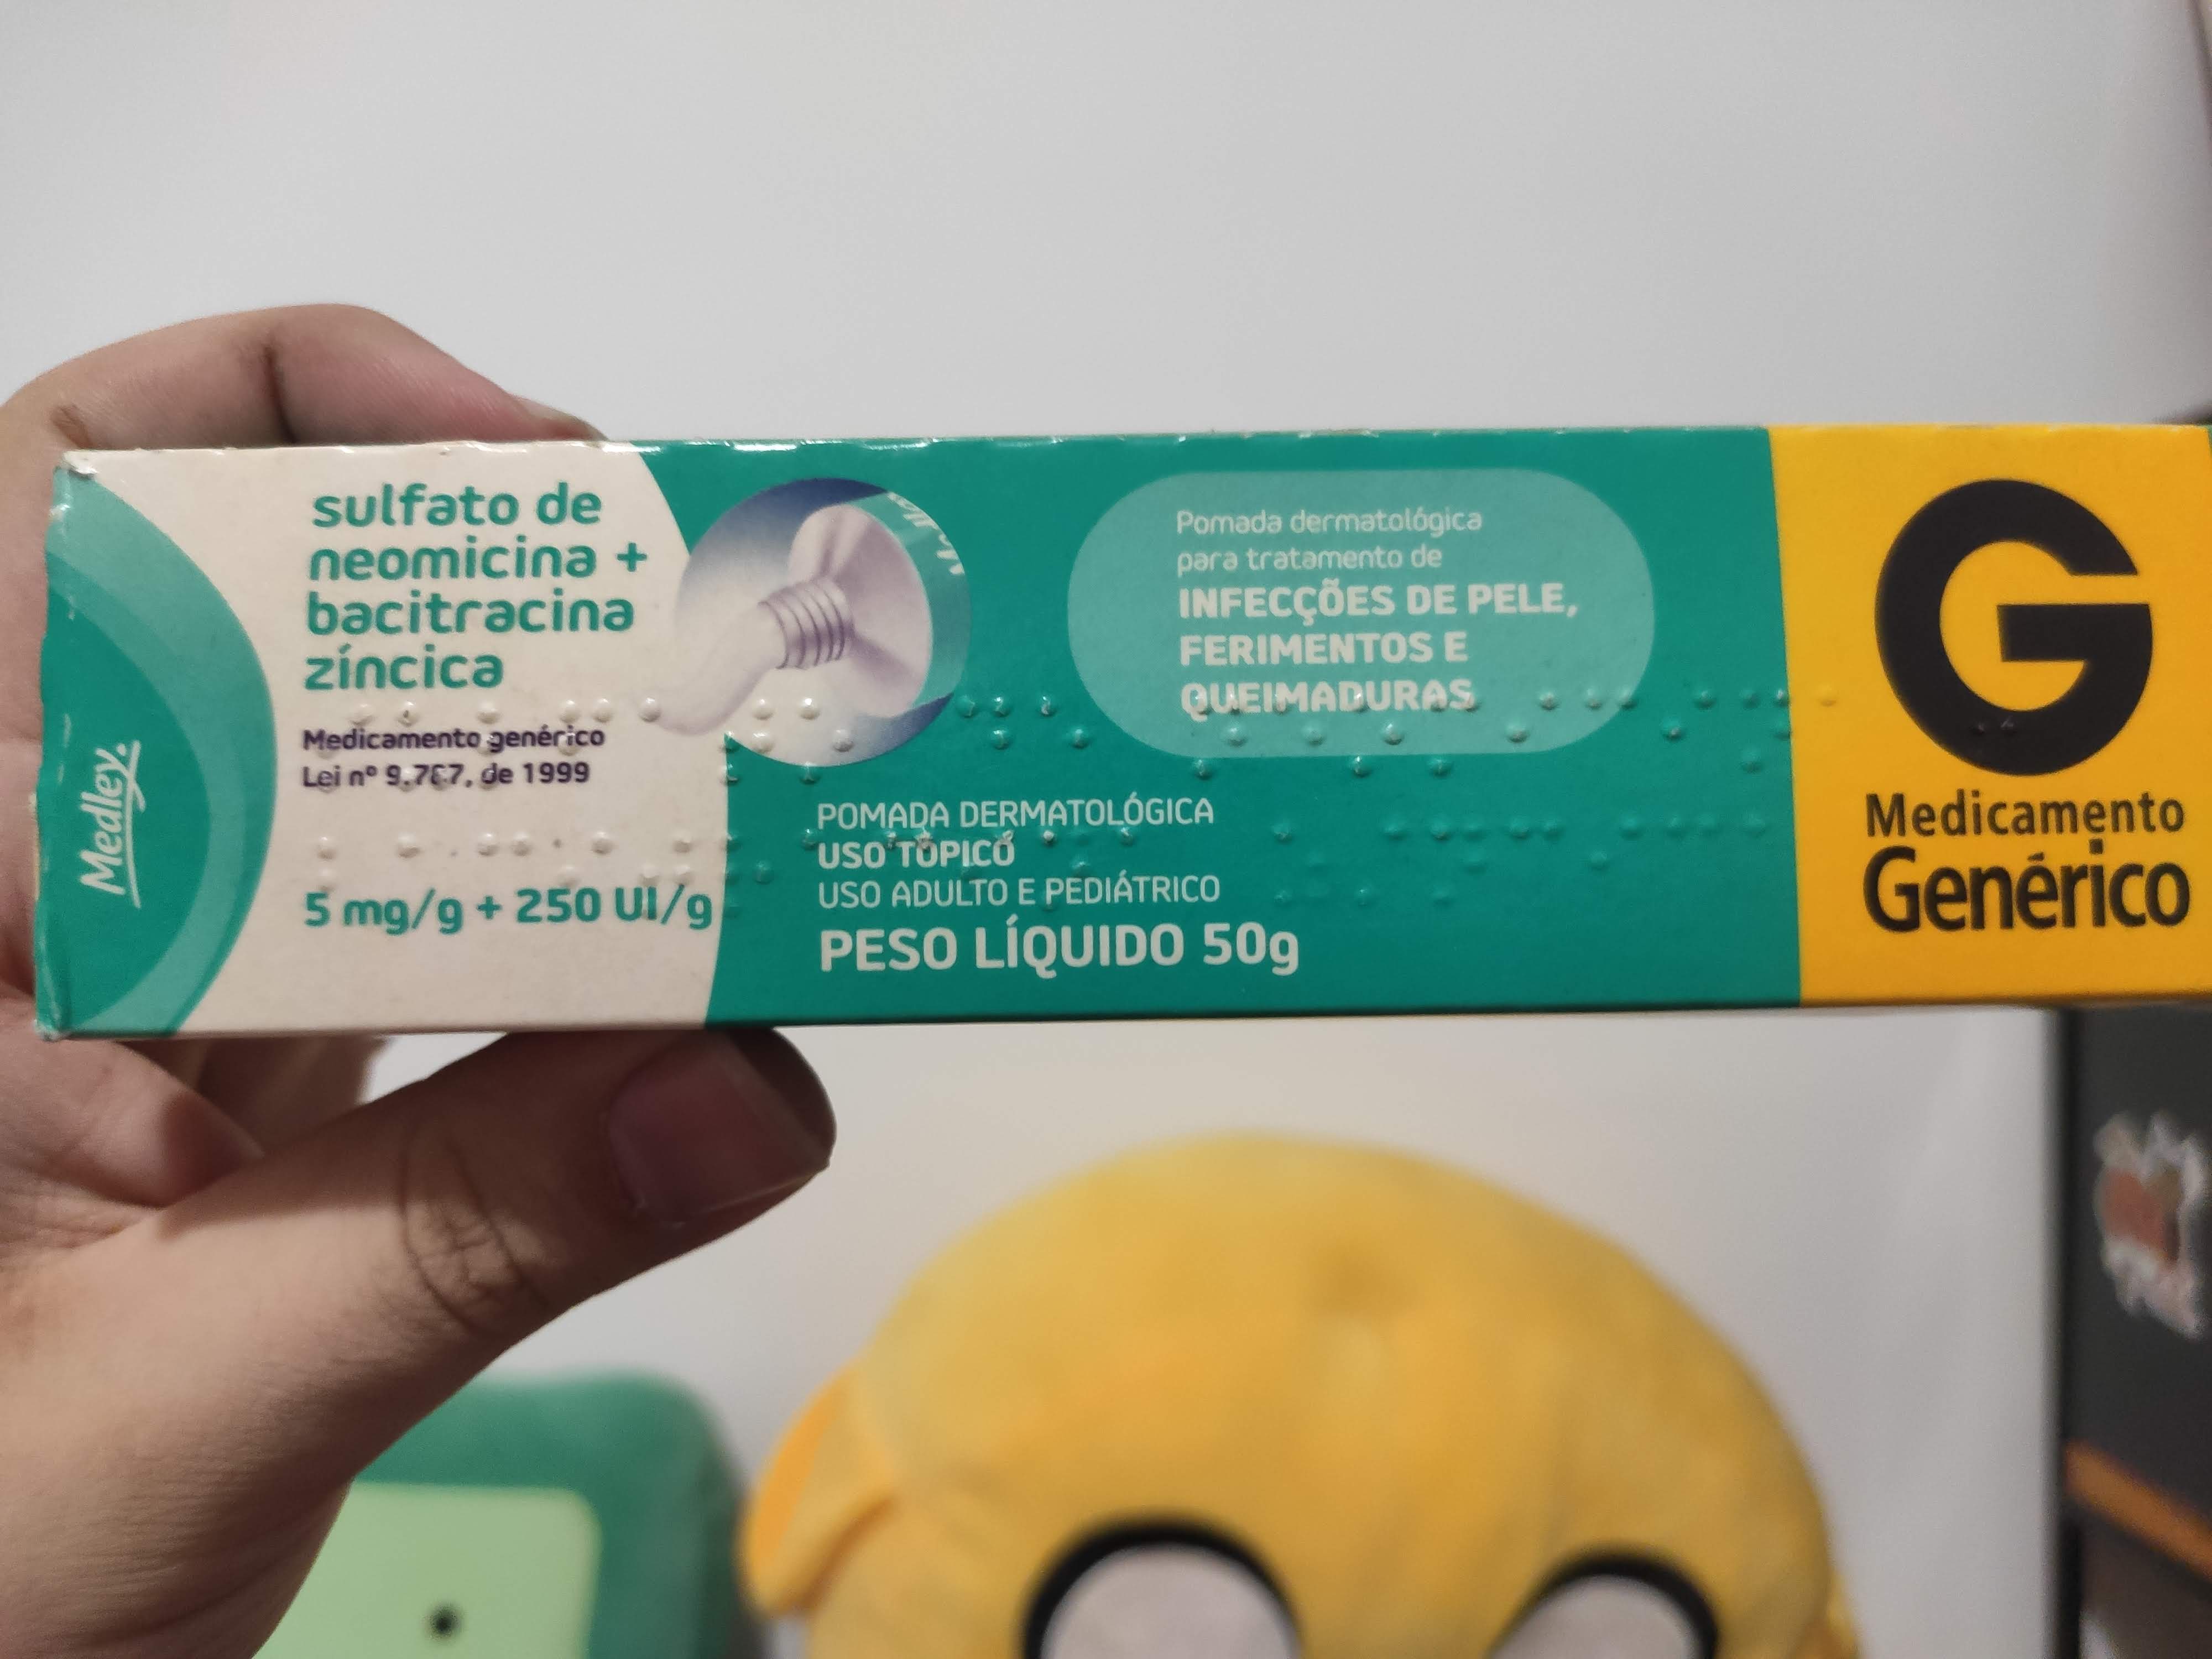 Medley.
sulfato de
neomicina +
bacitracina
zíncica
Medicamento genérico
Lei nº 9.787, de 1999
5 mg/g + 250 UI/g
Pomada dermatológica
para tratamento de
INFECÇÕES DE PELE,
FERIMENTOS E
QUEIMADURAS
POMADA DERMATOLÓGICA
USO TÓPICO
USO ADULTO E PEDIÁTRICO
PESO LÍQUIDO 50g
G
Medicamento
Genérico